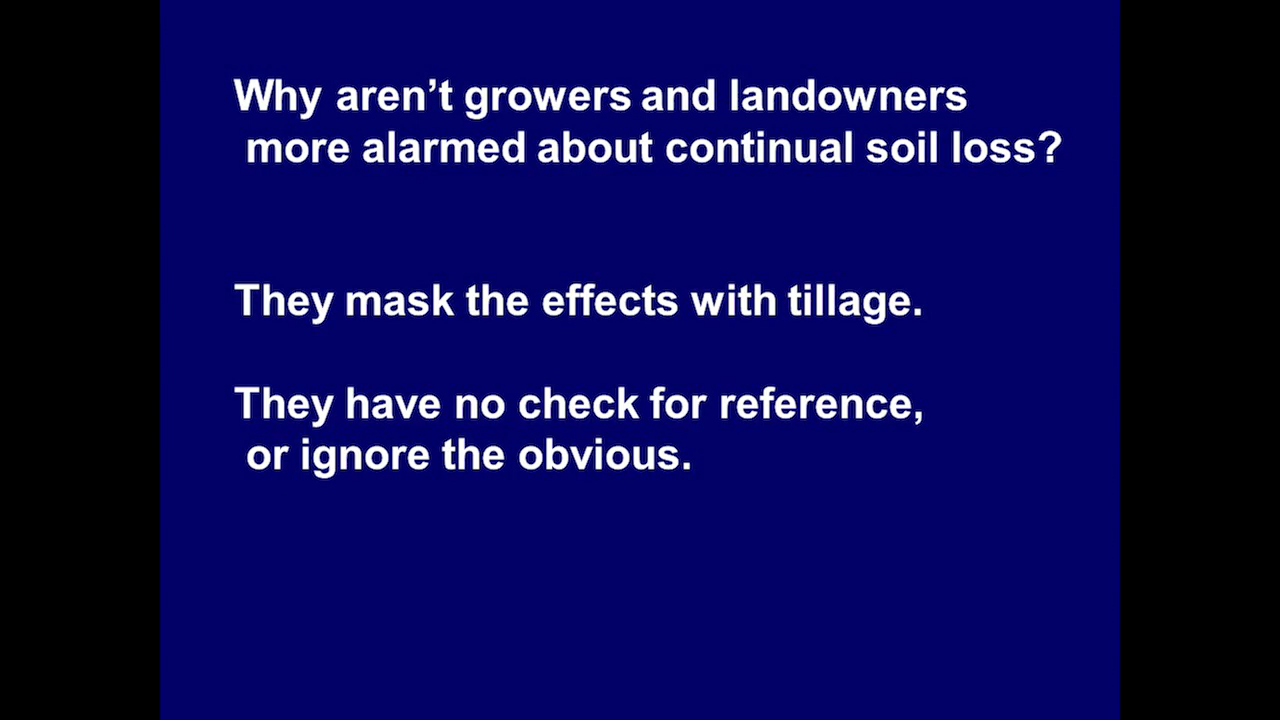 Why aren’t growers and landowners
more alarmed about continual soil loss?
They mask the effects with tillage.
They have no check for reference,
or ignore the obvious.